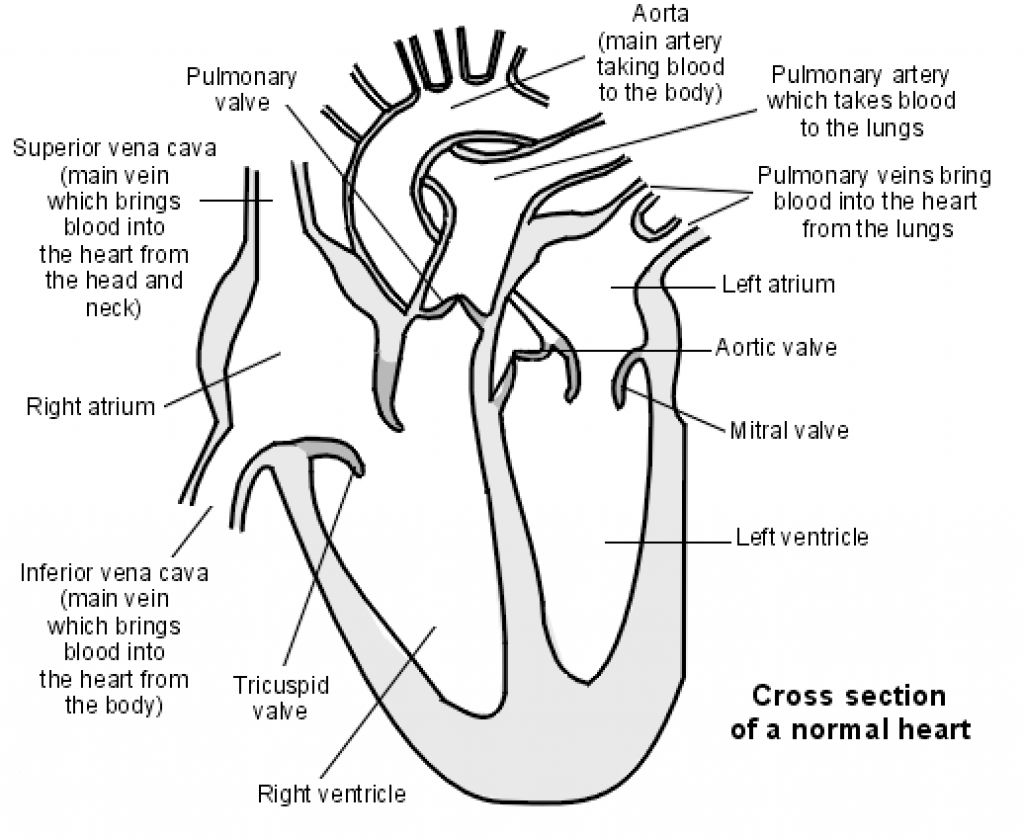 Aorta
(main artery
taking blood
to the body)
Pulmonary
valve
Pulmonary artery
which takes blood
to the lungs
Superior vena cava
(main vein
which brings
blood into
the heart from
the head and
neck)
Pulmonary veins bring
blood into the heart
from the lungs
Left atrium
Aortic valve
Right atrium
Mitral valve
Left ventricle
Inferior vena cava
(main vein
which brings
blood into
the heart from
the body)
Tricuspid
valve
Cross section
of a normal heart
Right ventricle